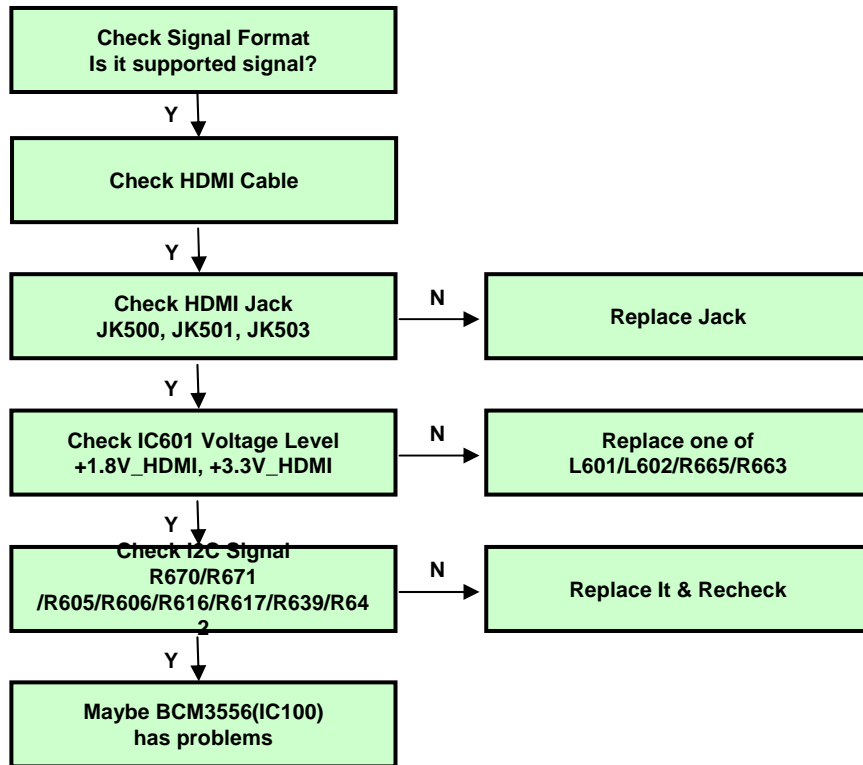 Check Signal Format
Is it supported signal?
Y
Check HDMI Cable
Y
Check HDMI Jack
JK500, JK501, JK503
N
Replace Jack
Y
Check IC601 Voltage Level
+1.8V_HDMI, +3.3V_HDMI
N
Replace one of
L601/L602/R665/R663
Y
Check I2C Signal
R670/R671
/R605/R606/R616/R617/R639/R64
2
N
Replace It & Recheck
Y
Maybe BCM3556(IC100)
has problems